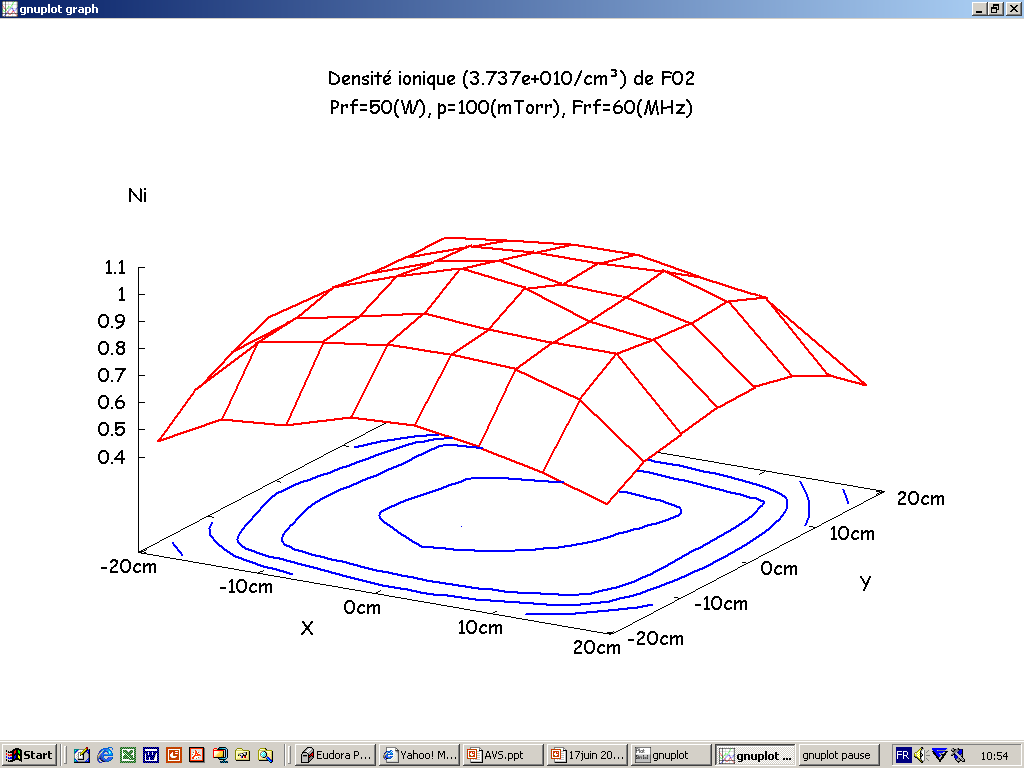 gnuplot graph
Densité ionique (3.737e+010/cm³) de FO2
Prf=50(W), p=100(mTorr), Frf=60(MHz)
Ni
1.1
1
0.9
0.8
0.7
0.6
0.5
0.4
-20cm
-10cm
0cm
10cm
20cm
X
-20cm
-10cm
0cm
10cm
20cm
Y
Start
Eudora P...
Yahoo! M...
AVS.ppt
17juin 20...
gnuplot
gnuplot ...
gnuplot pause
FR
10:54